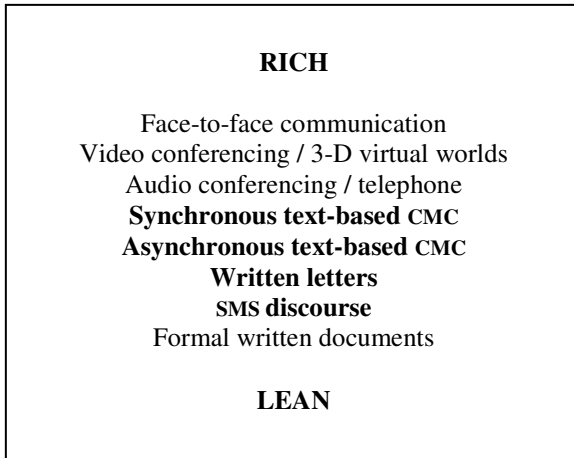 RICH
Face-to-face communication
Video conferencing / 3-D virtual worlds
Audio conferencing / telephone
Synchronous text-based CMC
Asynchronous text-based CMC
Written letters
SMS discourse
Formal written documents
LEAN